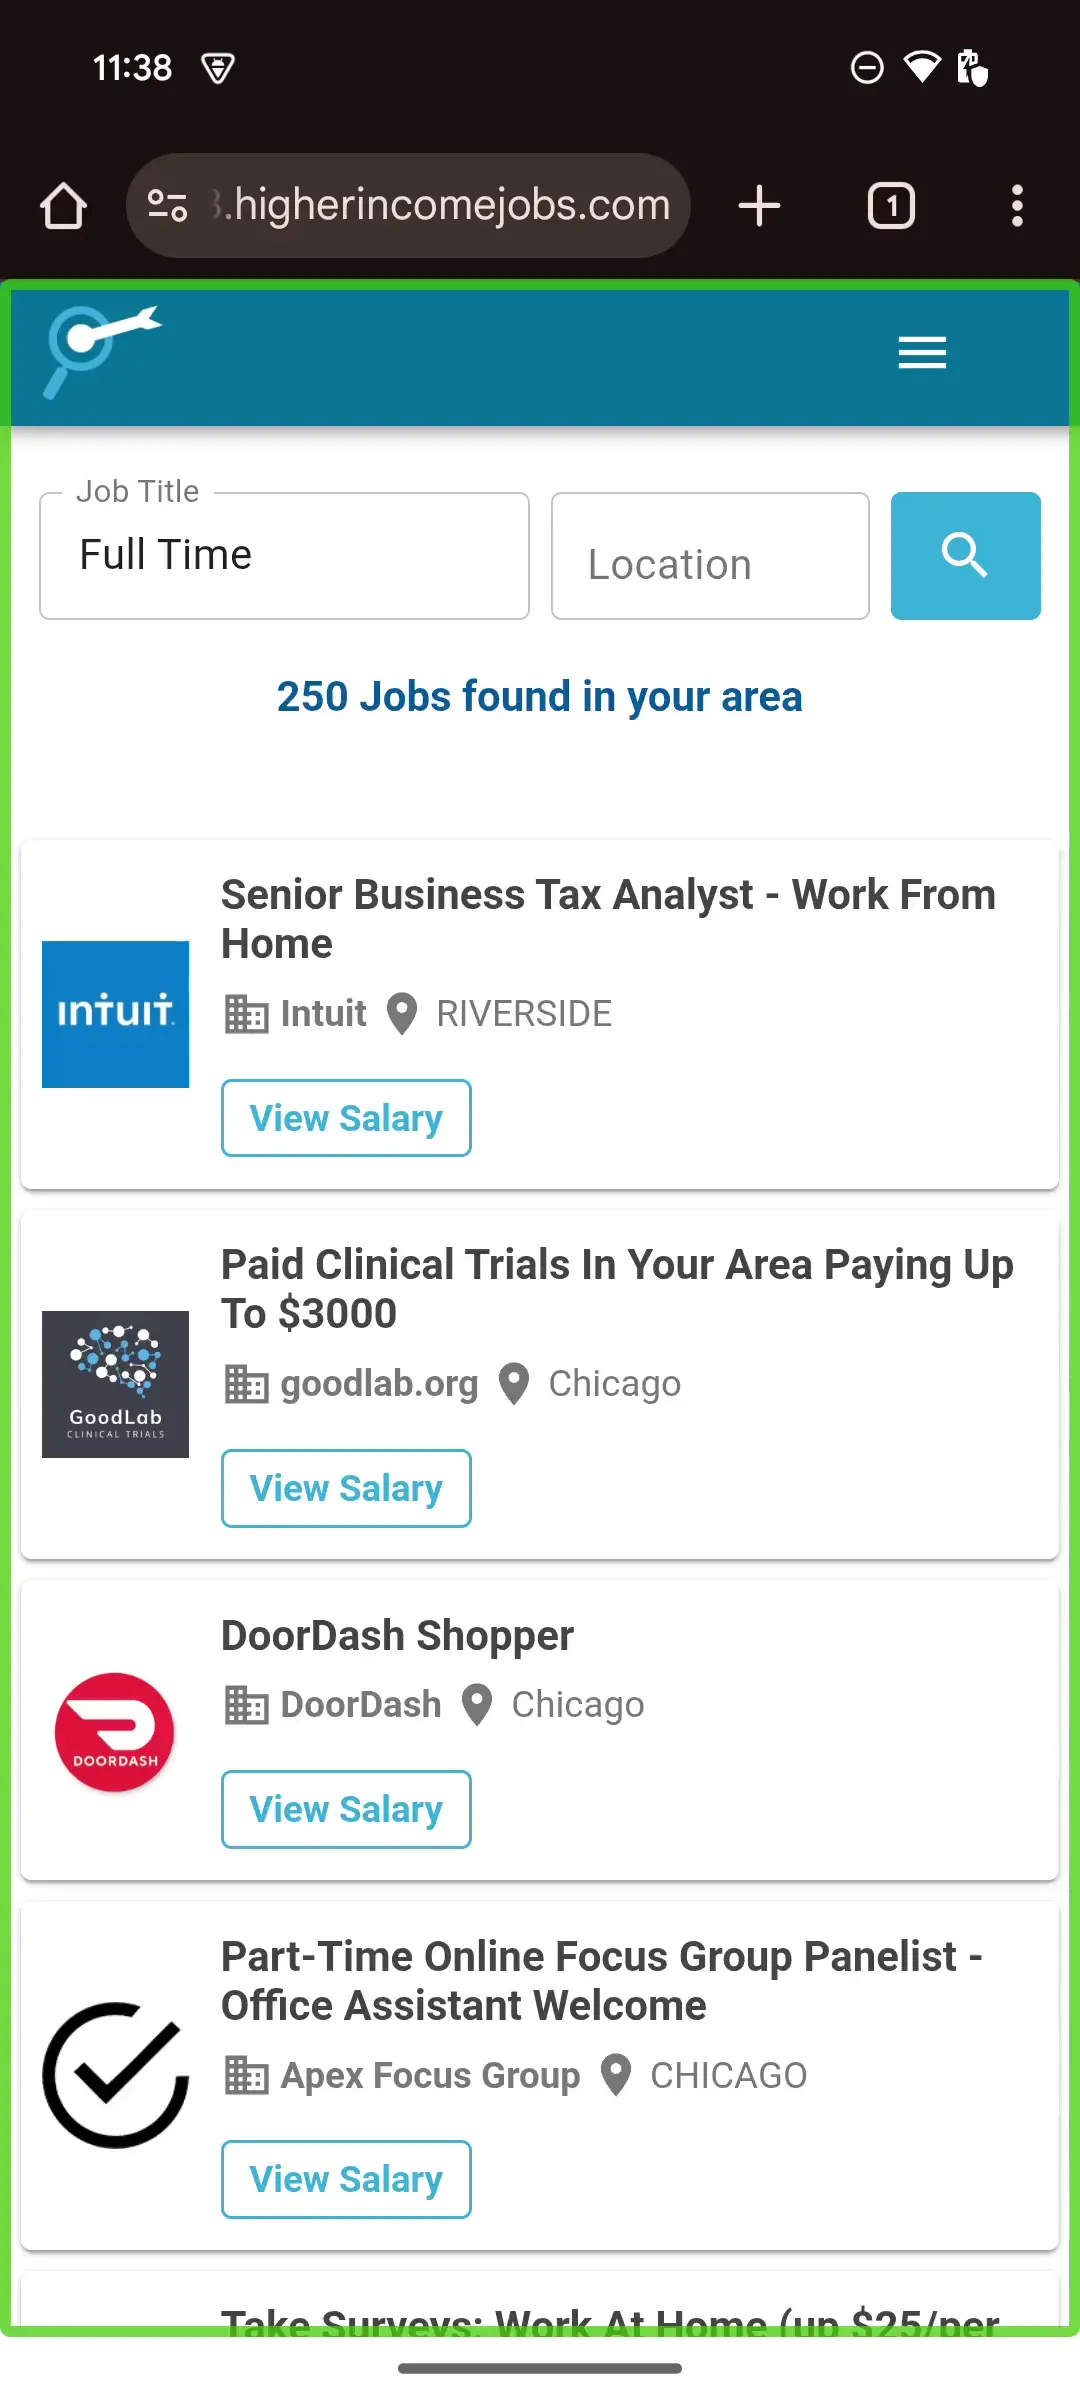 11:38
.higherincomejobs.com
1
Job Title
Full Time
Location
250 Jobs found in your area
Senior Business Tax Analyst - Work From
Home
intuit
Intuit
RIVERSIDE
View Salary
Paid Clinical Trials In Your Area Paying Up
To $3000
GoodLab
CLINICAL TRIALS
goodlab.org
Chicago
View Salary
DoorDash Shopper
DOORDASH
DoorDash
Chicago
View Salary
Part-Time Online Focus Group Panelist -
Office Assistant Welcome
Apex Focus Group
CHICAGO
View Salary
Take Surveys: Work At Home (up $25/per